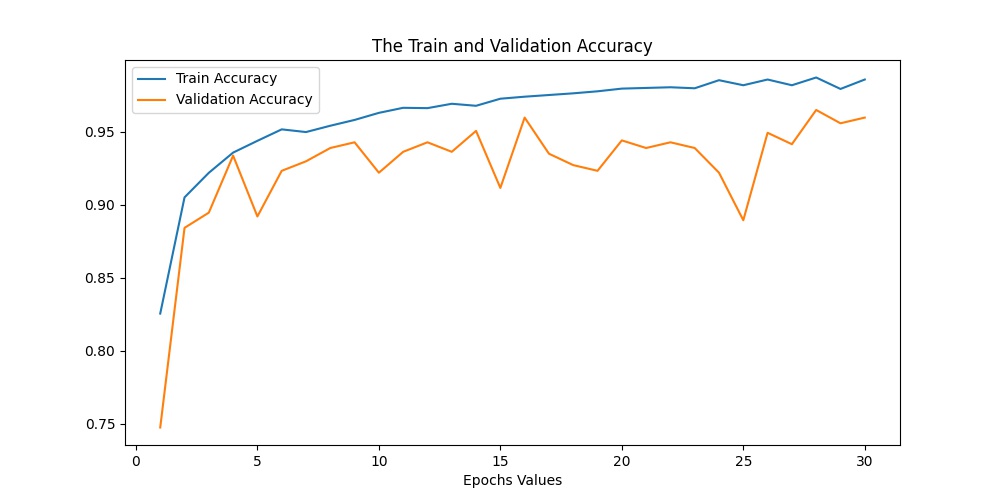 The Train and Validation Accuracy
Train Accuracy
Validation Accuracy
0.95
0.90
0.85
0.80
0.75
0 5 10 15 20 25 30
Epochs Values